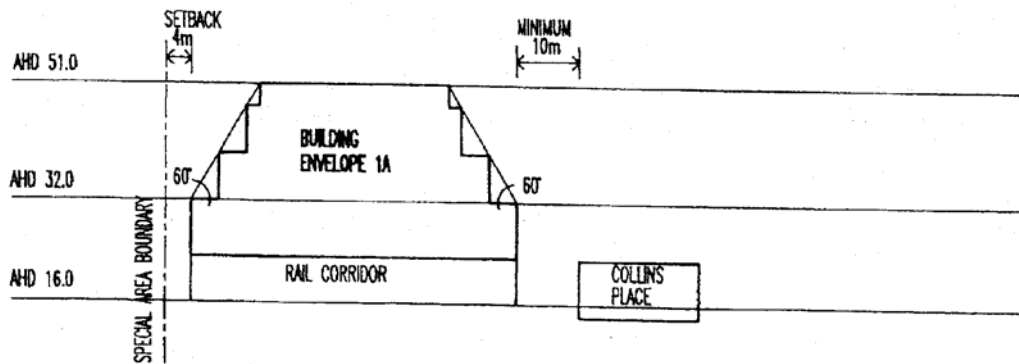 SETBACK
4m
MINIMUM
10m
AHD 51.0
BUILDING
ENVELOPE 1A
60°
60°
AHD 32.0
SPECIAL AREA BOUNDARY
RAIL CORRIDOR
COLLINS
PLACE
AHD 16.0